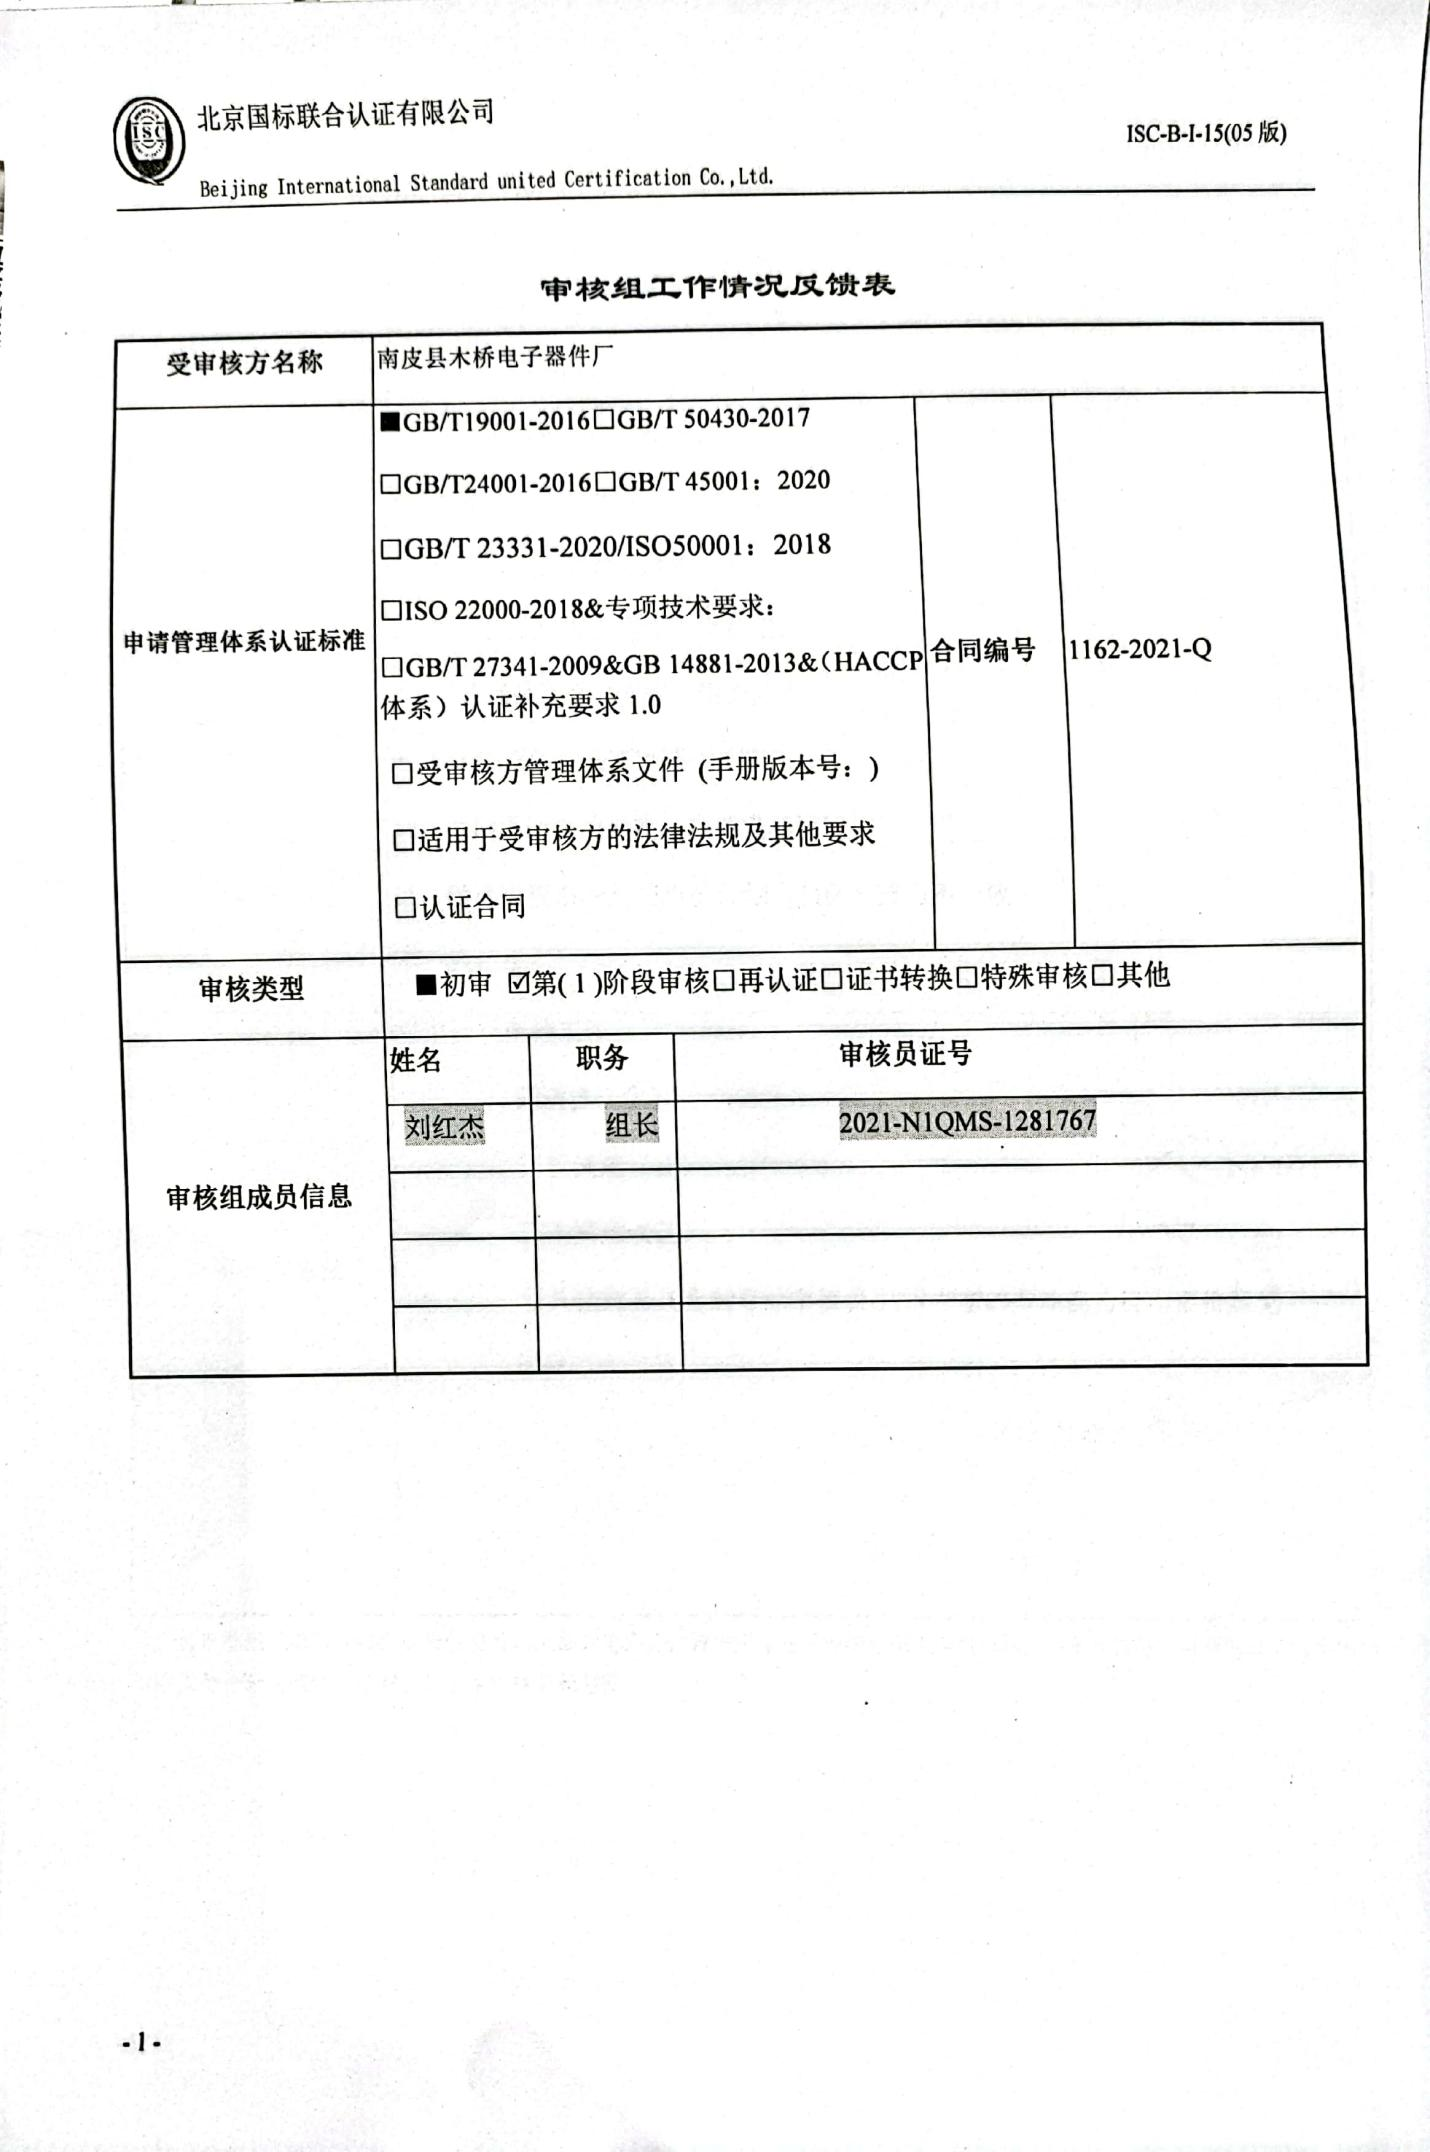 ISC
北京国标联合认证有限公司
ISC-B-I-15(05 版)
Beijing International Standard united Certification Co.,Ltd.
审核组工作情况反馈表
受审核方名称
南皮县木桥电子器件厂
申请管理体系认证标准
■GB/T19001-2016□GB/T 50430-2017
□GB/T24001-2016□GB/T 45001：2020
□GB/T 23331-2020/ISO50001：2018
□ISO 22000-2018&专项技术要求：
□GB/T 27341-2009&GB 14881-2013&（HACCP
体系）认证补充要求 1.0
□受审核方管理体系文件 (手册版本号：)
□适用于受审核方的法律法规及其他要求
□认证合同
合同编号
1162-2021-Q
审核类型
■初审 ☑第( 1 )阶段审核□再认证□证书转换□特殊审核□其他
审核组成员信息
姓名 职务 审核员证号
刘红杰 组长 2021-N1QMS-1281767
- 1 -